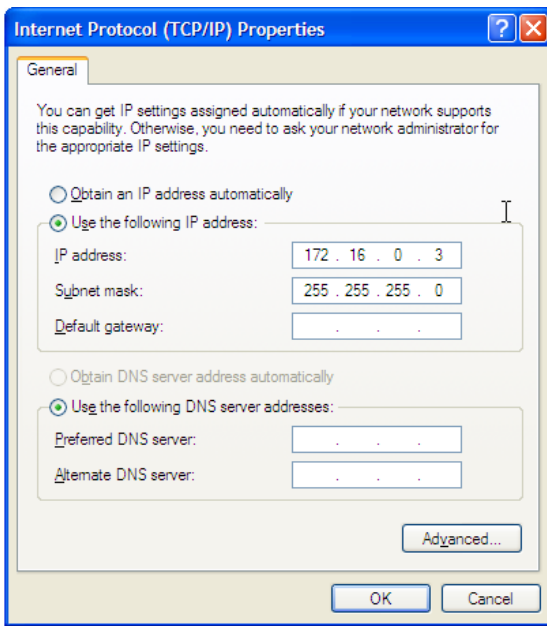 Internet Protocol (TCP/IP) Properties
General
You can get IP settings assigned automatically if your network supports
this capability. Otherwise, you need to ask your network administrator for
the appropriate IP settings.
Obtain an IP address automatically
Use the following IP address:
IP address: 172 . 16 . 0 . 3
Subnet mask: 255 . 255 . 255 . 0
Default gateway: . . .
Obtain DNS server address automatically
Use the following DNS server addresses:
Preferred DNS server: . . .
Alternate DNS server: . . .
Advanced...
OK Cancel